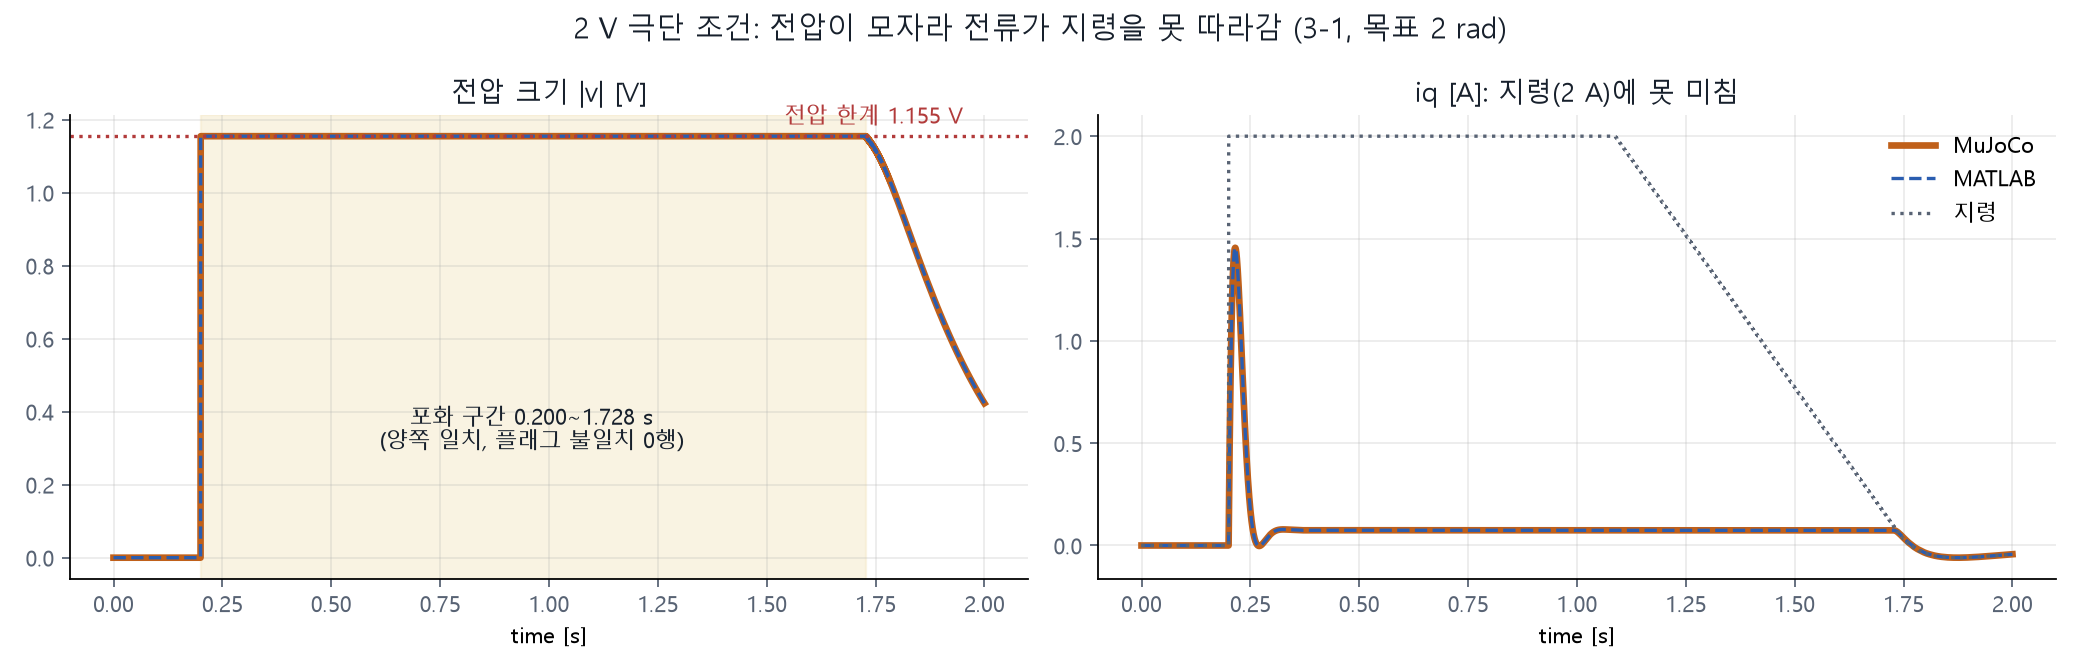 2 V 극단 조건: 전압이 모자라 전류가 지령을 못 따라감 (3-1, 목표 2 rad)
전압 크기 |v| [V]
전압 한계 1.155 V
1.2
1.0
0.8
0.6
0.4
0.2
0.0
포화 구간 0.200~1.728 s
(양쪽 일치, 플래그 불일치 0행)
0.00 0.25 0.50 0.75 1.00 1.25 1.50 1.75 2.00
time [s]
iq [A]: 지령(2 A)에 못 미침
2.0
1.5
1.0
0.5
0.0
MuJoCo
MATLAB
지령
0.00 0.25 0.50 0.75 1.00 1.25 1.50 1.75 2.00
time [s]